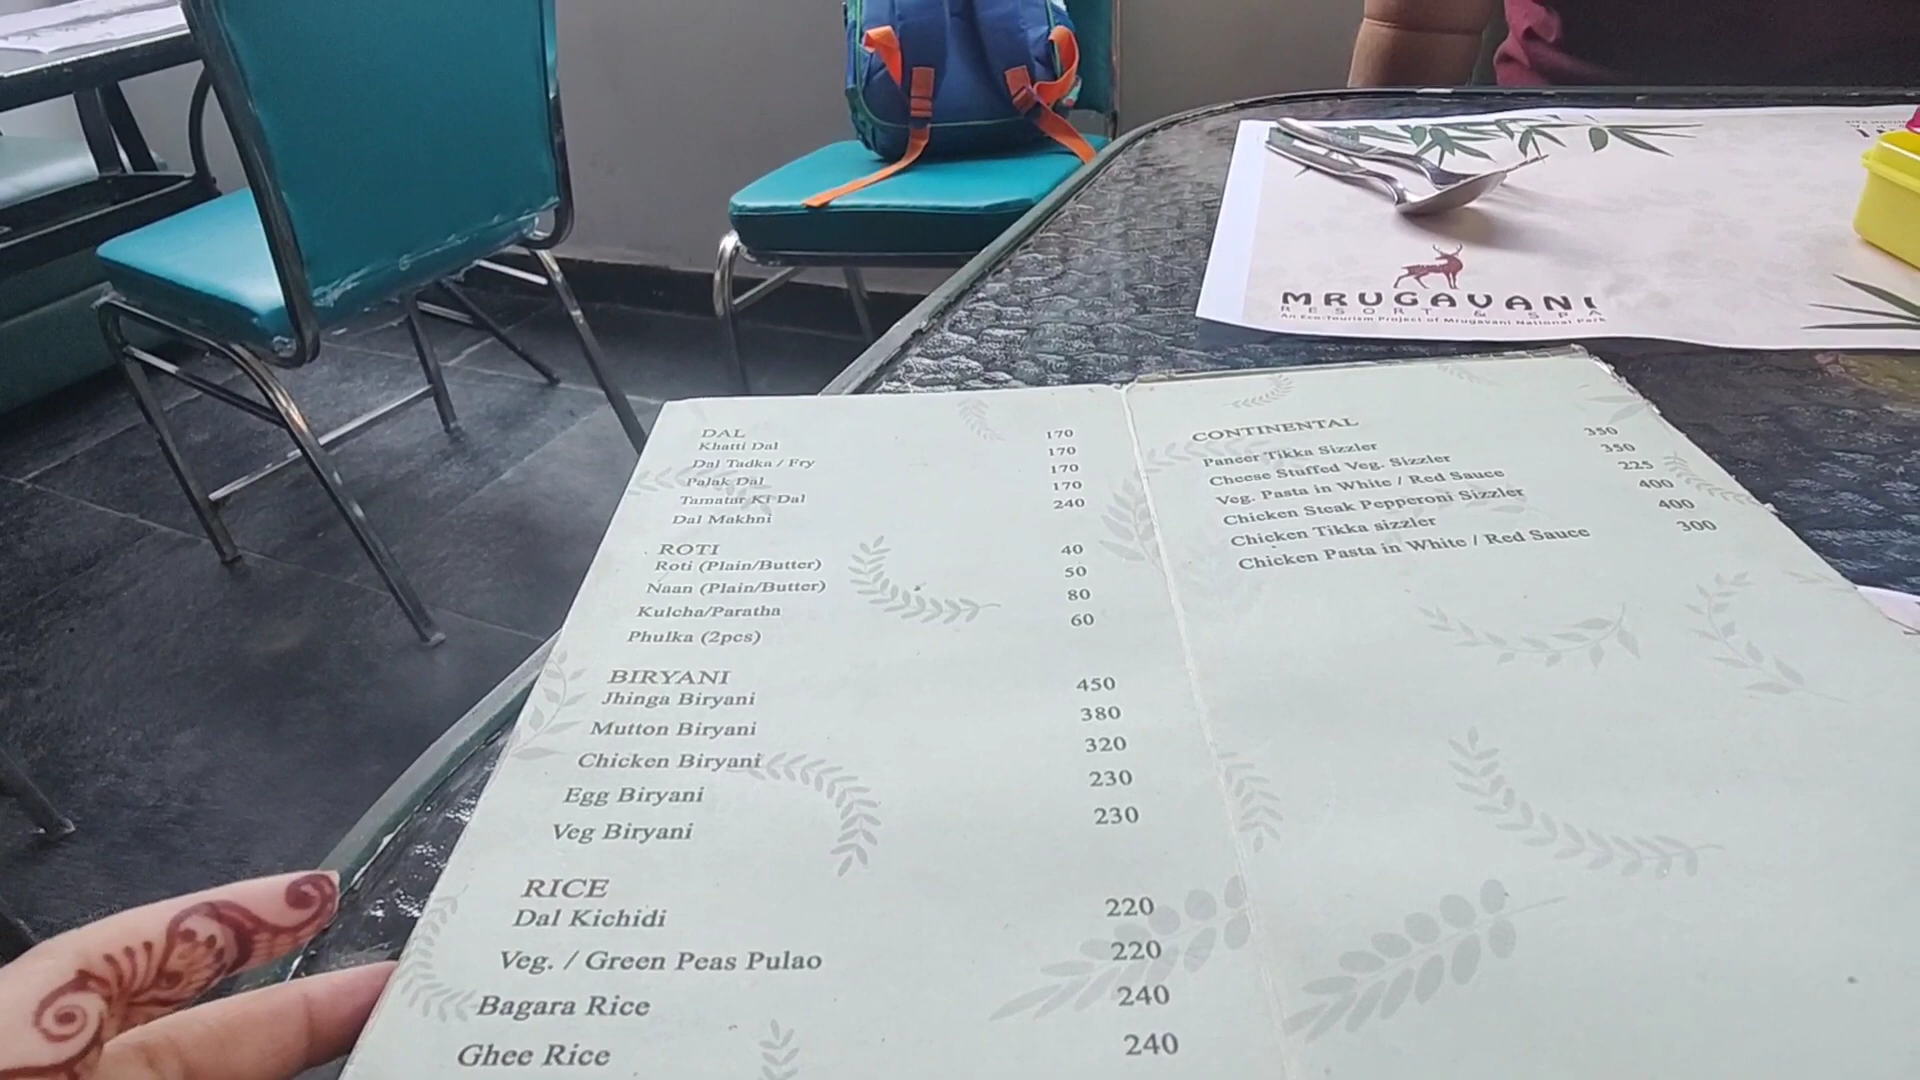 MRUGAVANI
RESORT & SPA
An Eco-Tourism Project of Mrugavani National Park
DAL
Khatti Dal 170
Dal Tadka / Fry 170
Palak Dal 170
Tamatar Ki Dal 170
Dal Makhni 240
ROTI
Roti (Plain/Butter) 40
Naan (Plain/Butter) 50
Kulcha/Paratha 80
Phulka (2pcs) 60
BIRYANI
Jhinga Biryani 450
Mutton Biryani 380
Chicken Biryani 320
Egg Biryani 230
Veg Biryani 230
RICE
Dal Kichidi 220
Veg. / Green Peas Pulao 220
Bagara Rice 240
Ghee Rice 240
CONTINENTAL
Paneer Tikka Sizzler 350
Cheese Stuffed Veg. Sizzler 350
Veg. Pasta in White / Red Sauce 225
Chicken Steak Pepperoni Sizzler 400
Chicken Tikka sizzler 400
Chicken Pasta in White / Red Sauce 300